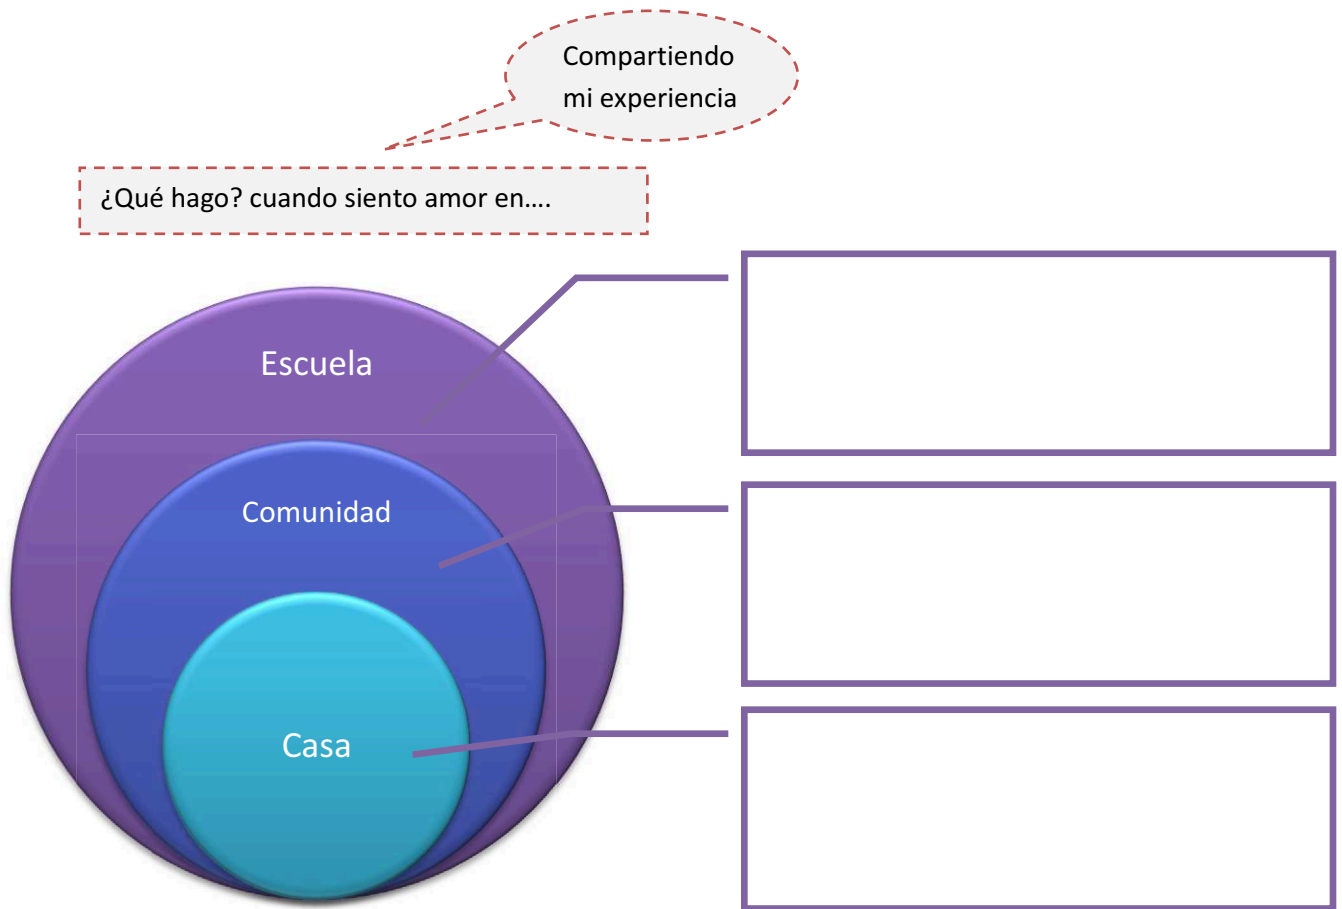 Compartiendo
mi experiencia
¿Qué hago? cuando siento amor en....
Escuela
Comunidad
Casa